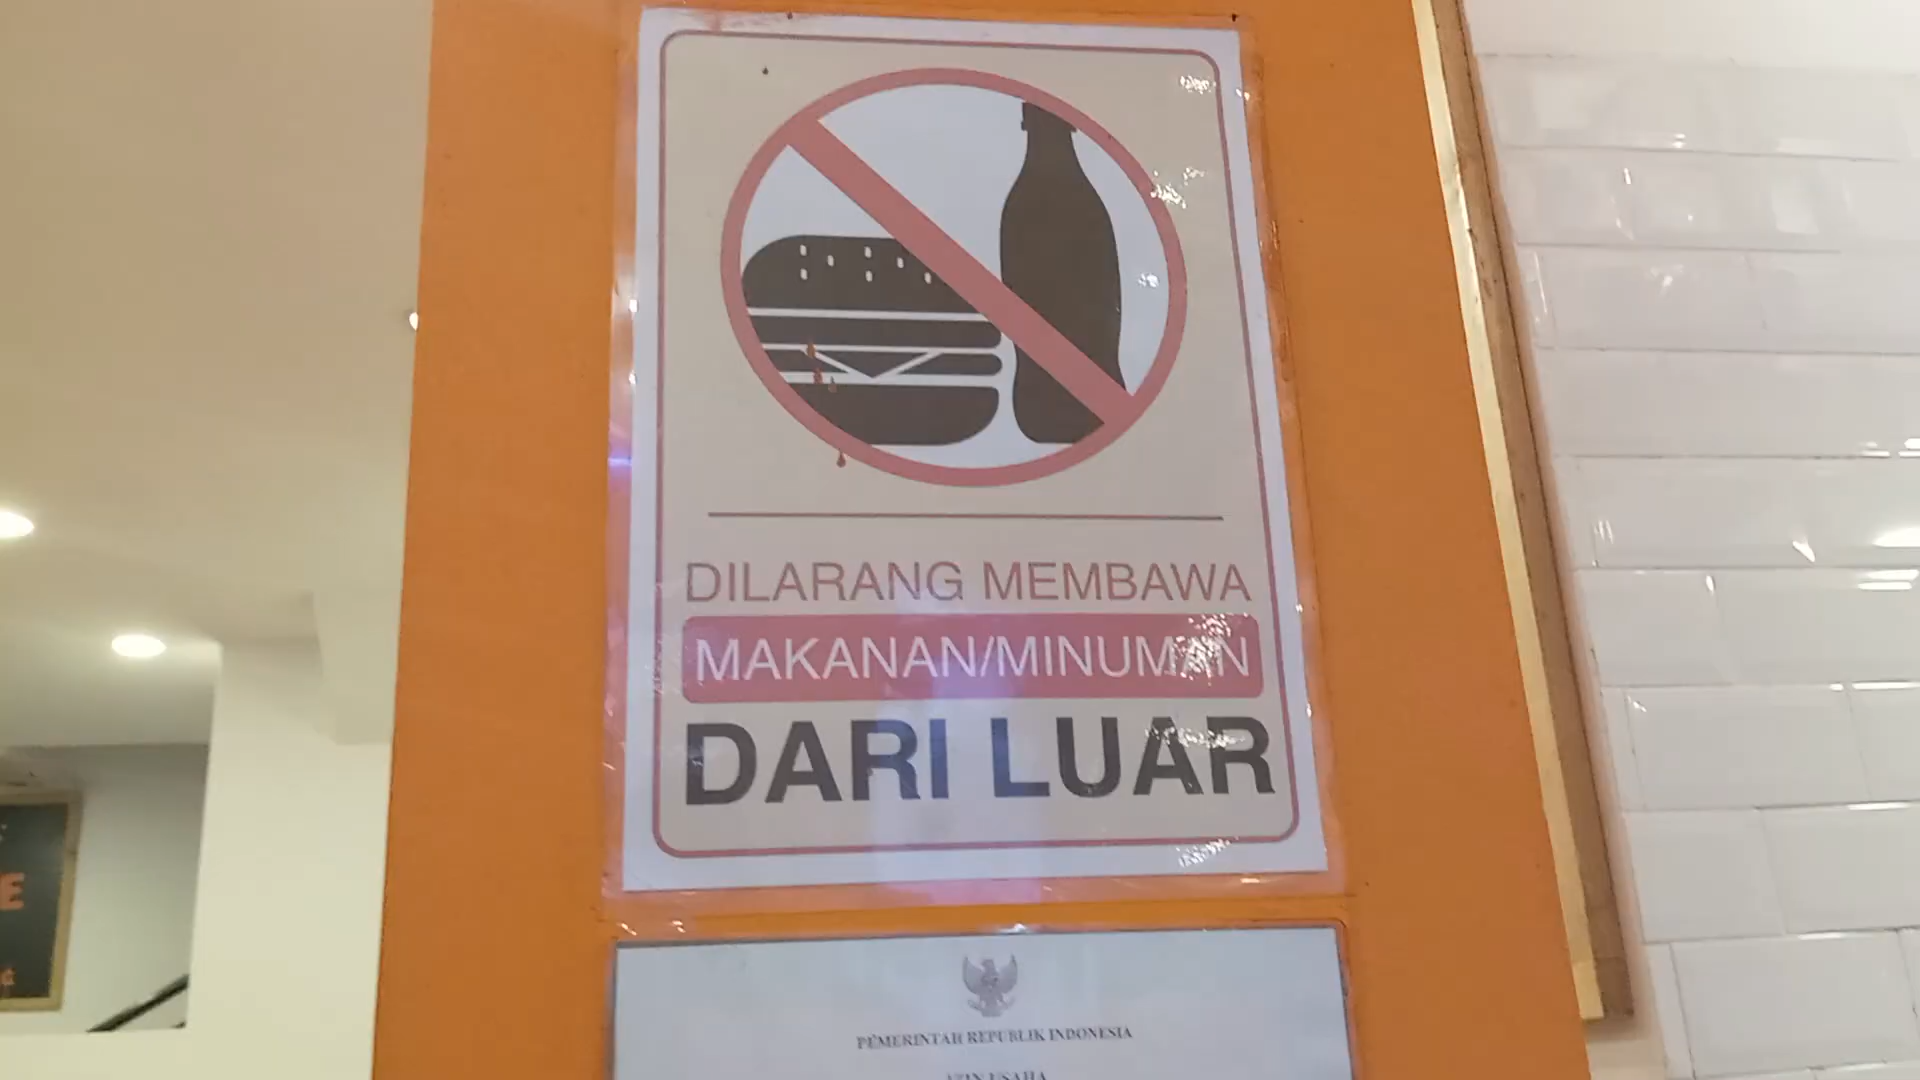 DILARANG MEMBAWA
MAKANAN/MINUMAN
DARI LUAR
PEMERINTAH REPUBLIK INDONESIA
IZIN USAHA
E